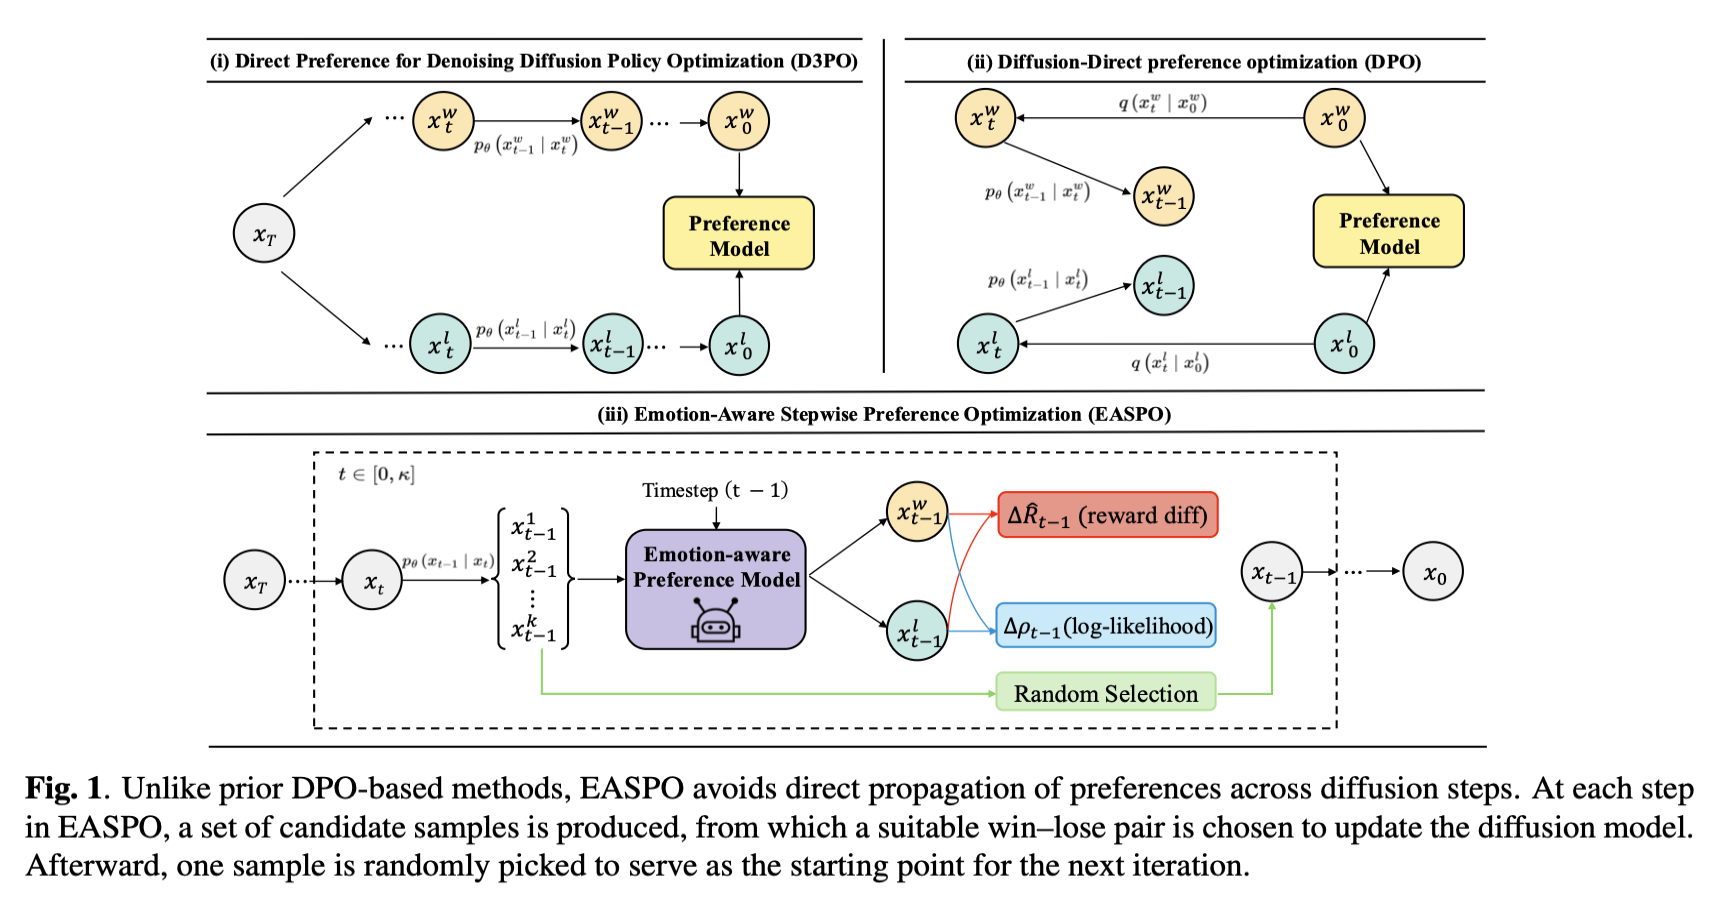 (i) Direct Preference for Denoising Diffusion Policy Optimization (D3PO)
x_T
... x_t^w
p_θ (x_{t−1}^w | x_t^w)
x_{t−1}^w ...
x_0^w
Preference
Model
... x_t^l
p_θ (x_{t−1}^l | x_t^l)
x_{t−1}^l ...
x_0^l
(ii) Diffusion-Direct preference optimization (DPO)
x_t^w
q (x_t^w | x_0^w)
x_0^w
p_θ (x_{t−1}^w | x_t^w)
x_{t−1}^w
Preference
Model
p_θ (x_{t−1}^l | x_t^l)
x_{t−1}^l
x_t^l
q (x_t^l | x_0^l)
x_0^l
(iii) Emotion-Aware Stepwise Preference Optimization (EASPO)
t ∈ [0, κ]
x_T
...
x_t
p_θ (x_{t−1} | x_t)
x_{t−1}^1
x_{t−1}^2
⋮
x_{t−1}^k
Timestep (t − 1)
Emotion-aware
Preference Model
x_{t−1}^w
x_{t−1}^l
ΔR̂_{t−1} (reward diff)
Δρ_{t−1}(log-likelihood)
Random Selection
x_{t−1}
...
x_0
Fig. 1. Unlike prior DPO-based methods, EASPO avoids direct propagation of preferences across diffusion steps. At each step
in EASPO, a set of candidate samples is produced, from which a suitable win–lose pair is chosen to update the diffusion model.
Afterward, one sample is randomly picked to serve as the starting point for the next iteration.